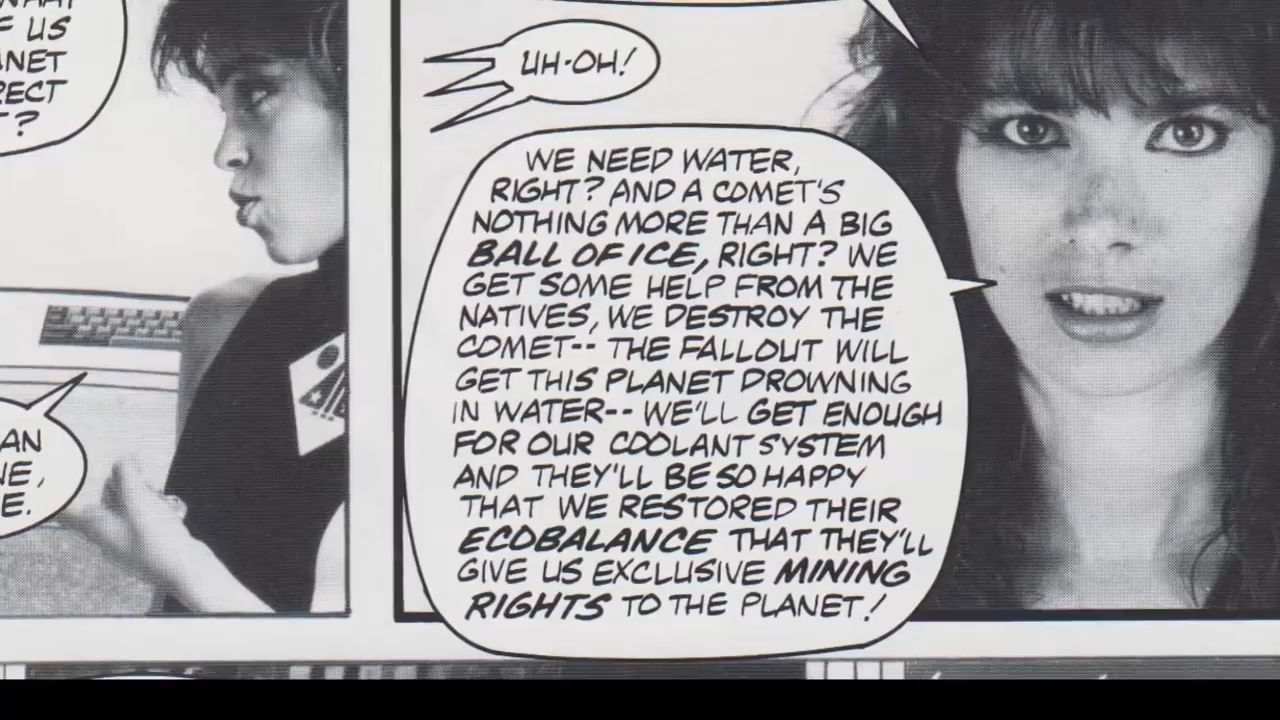 F US
RECT
T?
AN
E.
UH-OH!
WE NEED WATER,
RIGHT? AND A COMET'S
NOTHING MORE THAN A BIG
BALL OF ICE, RIGHT? WE
GET SOME HELP FROM THE
NATIVES, WE DESTROY THE
COMET-- THE FALLOUT WILL
GET THIS PLANET DROWNING
IN WATER-- WE'LL GET ENOUGH
FOR OUR COOLANT SYSTEM
AND THEY'LL BE SO HAPPY
THAT WE RESTORED THEIR
ECOBALANCE THAT THEY'LL
GIVE US EXCLUSIVE MINING
RIGHTS TO THE PLANET!